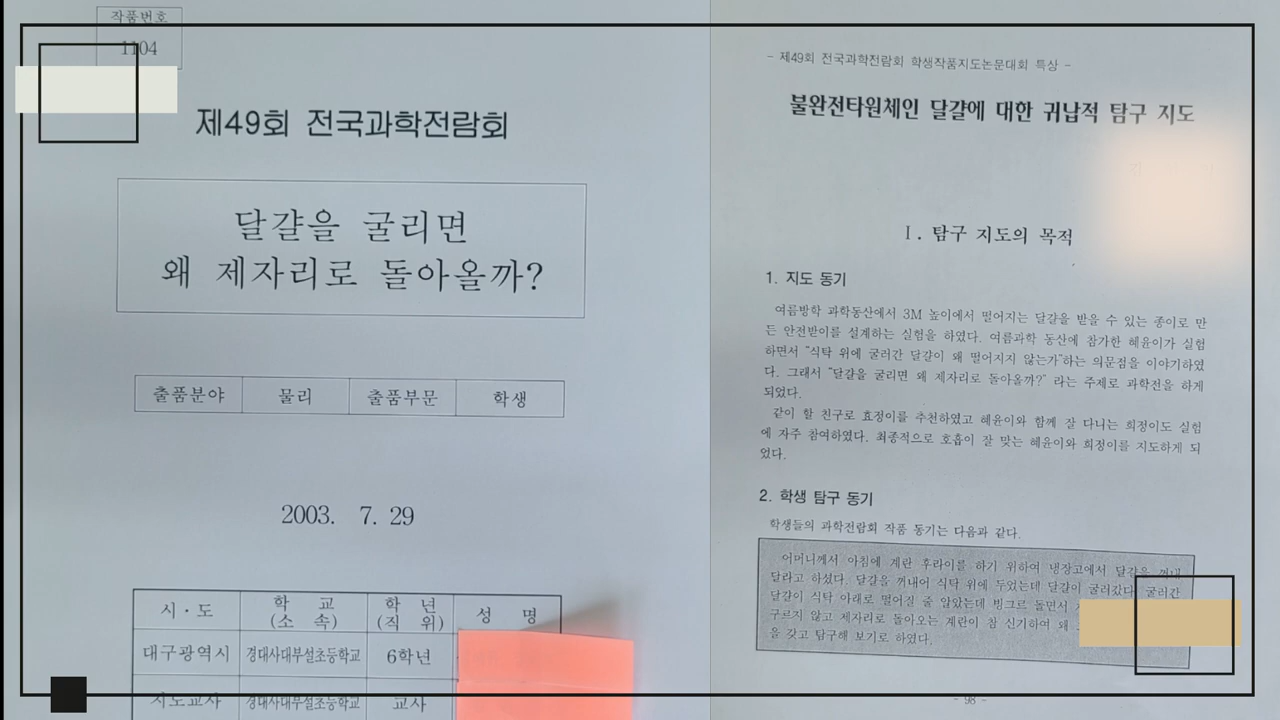 작품번호
1104
제49회 전국과학전람회
달걀을 굴리면
왜 제자리로 돌아올까?
출품분야 물리 출품부문 학생
2003. 7. 29
시·도 학 교 (소 속) 학 년 (직 위) 성 명
대구광역시 경대사대부설초등학교 6학년
지도교사 경대사대부설초등학교 교사
- 제49회 전국과학전람회 학생작품지도논문대회 특상 -
불완전타원체인 달걀에 대한 귀납적 탐구 지도
I. 탐구 지도의 목적
1. 지도 동기
여름방학 과학동산에서 3M 높이에서 떨어지는 달걀을 받을 수 있는 종이로 만
든 안전받이를 설계하는 실험을 하였다. 여름과학 동산에 참가한 혜윤이가 실험
하면서 "식탁 위에 굴러간 달걀이 왜 떨어지지 않는가"하는 의문점을 이야기하였
다. 그래서 "달걀을 굴리면 왜 제자리로 돌아올까?" 라는 주제로 과학전을 하게
되었다.
같이 할 친구로 효정이를 추천하였고 혜윤이와 함께 잘 다니는 희정이도 실험
에 자주 참여하였다. 최종적으로 호흡이 잘 맞는 혜윤이와 희정이를 지도하게 되
었다.
2. 학생 탐구 동기
학생들의 과학전람회 작품 동기는 다음과 같다.
어머니께서 아침에 계란 후라이를 하기 위하여 냉장고에서 달걀을 꺼내
달라고 하셨다. 달걀을 꺼내어 식탁 위에 두었는데 달걀이 굴러갔다. 굴러간
달걀이 식탁 아래로 떨어질 줄 알았는데 빙그르 돌면서
구르지 않고 제자리로 돌아오는 계란이 참 신기하여 왜
을 갖고 탐구해 보기로 하였다.
- 98 -